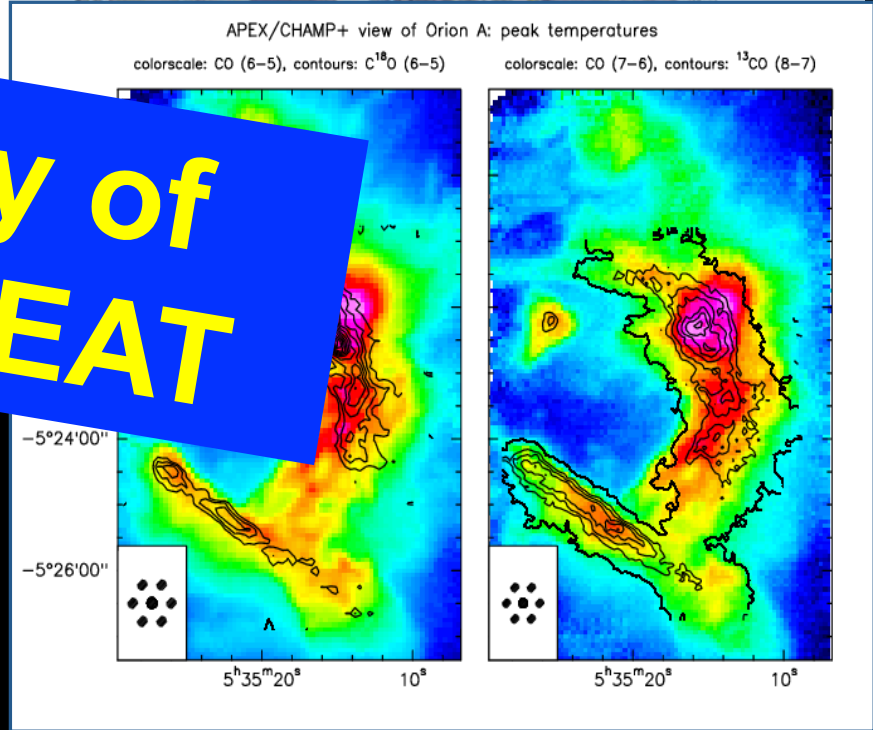 APEX/CHAMP+ view of Orion A: peak temperatures
colorscale: CO (6−5), contours: C¹⁸O (6−5)
colorscale: CO (7−6), contours: ¹³CO (8−7)
y of
EAT
−5°24'00"
−5°26'00"
5ʰ35ᵐ20ˢ
10ˢ
5ʰ35ᵐ20ˢ
10ˢ